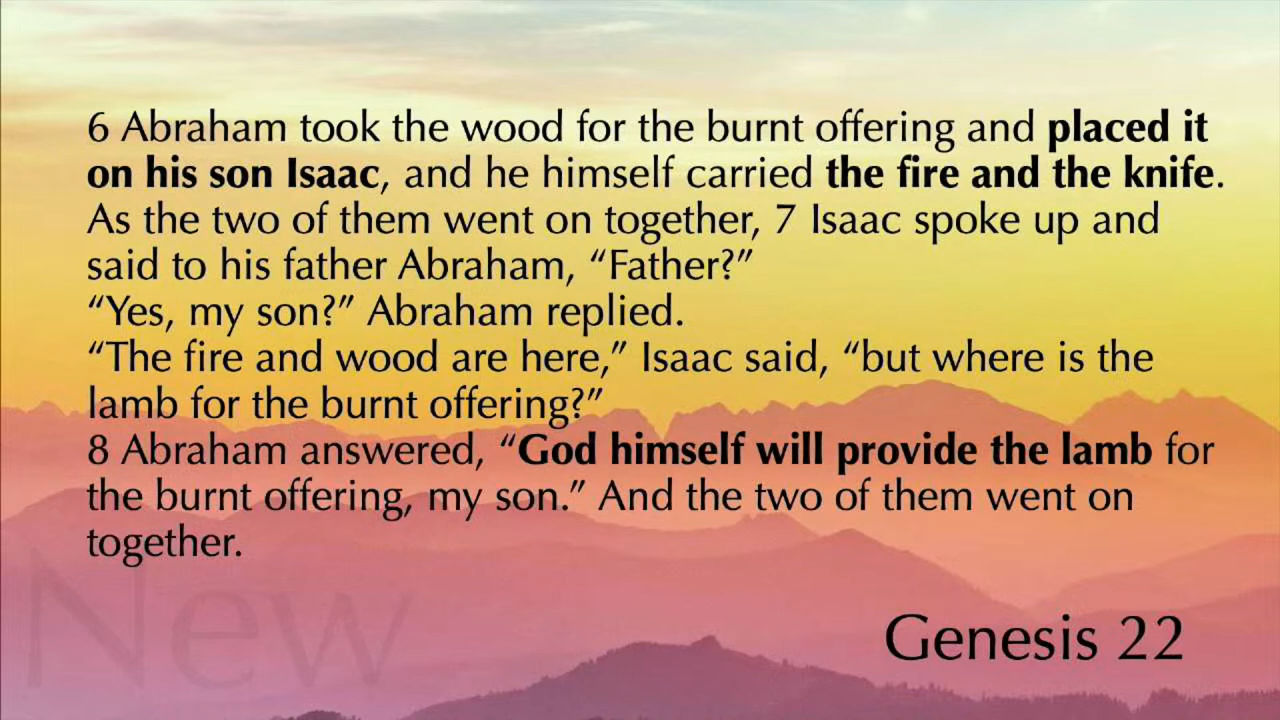 6 Abraham took the wood for the burnt offering and placed it
on his son Isaac, and he himself carried the fire and the knife.
As the two of them went on together, 7 Isaac spoke up and
said to his father Abraham, “Father?”
“Yes, my son?” Abraham replied.
“The fire and wood are here,” Isaac said, “but where is the
lamb for the burnt offering?”
8 Abraham answered, “God himself will provide the lamb for
the burnt offering, my son.” And the two of them went on
together.
New
Genesis 22